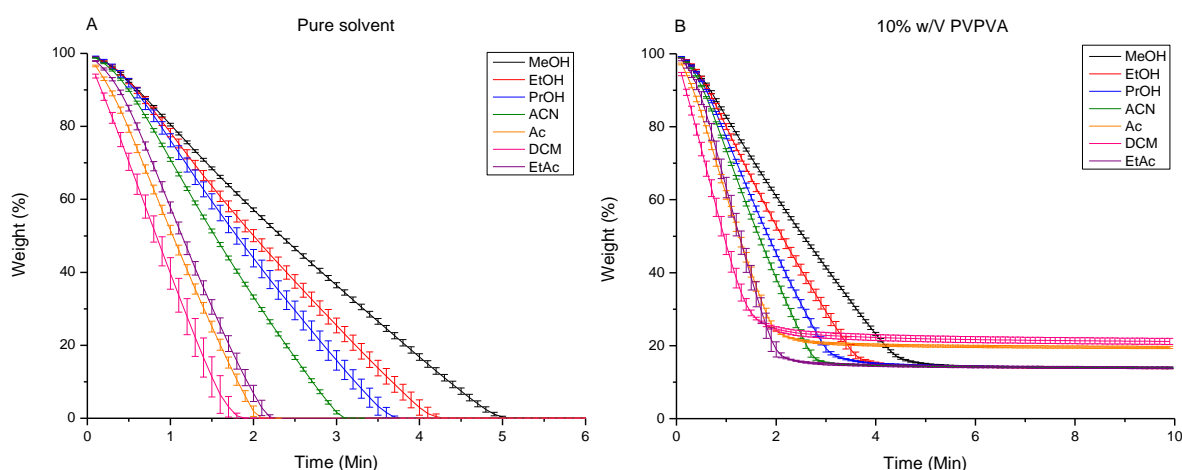 A
Pure solvent
MeOH
EtOH
PrOH
ACN
Ac
DCM
EtAc
100
80
60
40
20
0
Weight (%)
0 1 2 3 4 5 6
Time (Min)
B
10% w/V PVPVA
MeOH
EtOH
PrOH
ACN
Ac
DCM
EtAc
100
80
60
40
20
0
Weight (%)
0 2 4 6 8 10
Time (Min)